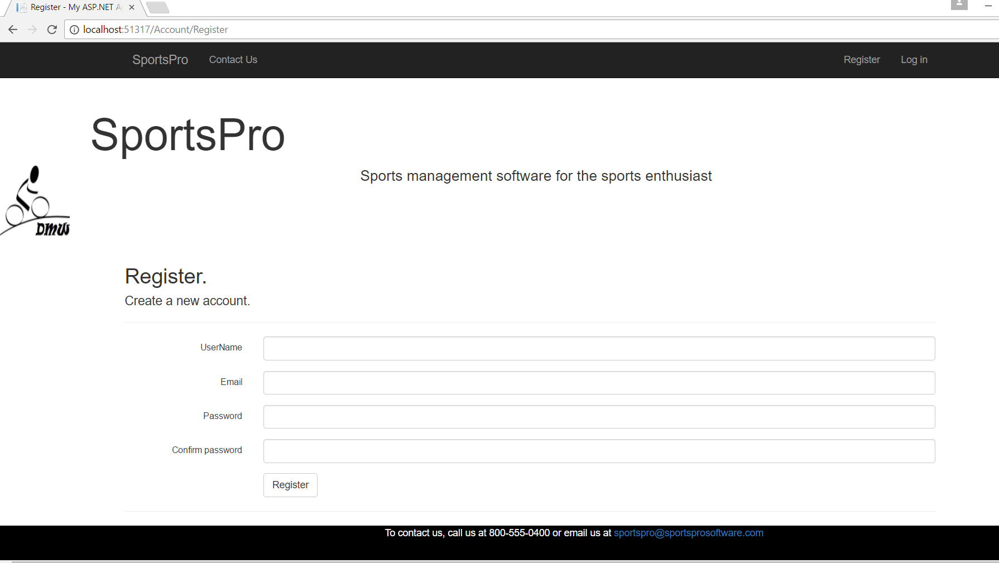 Register - My ASP.NET A
localhost:51317/Account/Register
SportsPro Contact Us Register Log in
SportsPro
Sports management software for the sports enthusiast
DMW
Register.
Create a new account.
UserName
Email
Password
Confirm password
Register
To contact us, call us at 800-555-0400 or email us at sportspro@sportsprosoftware.com